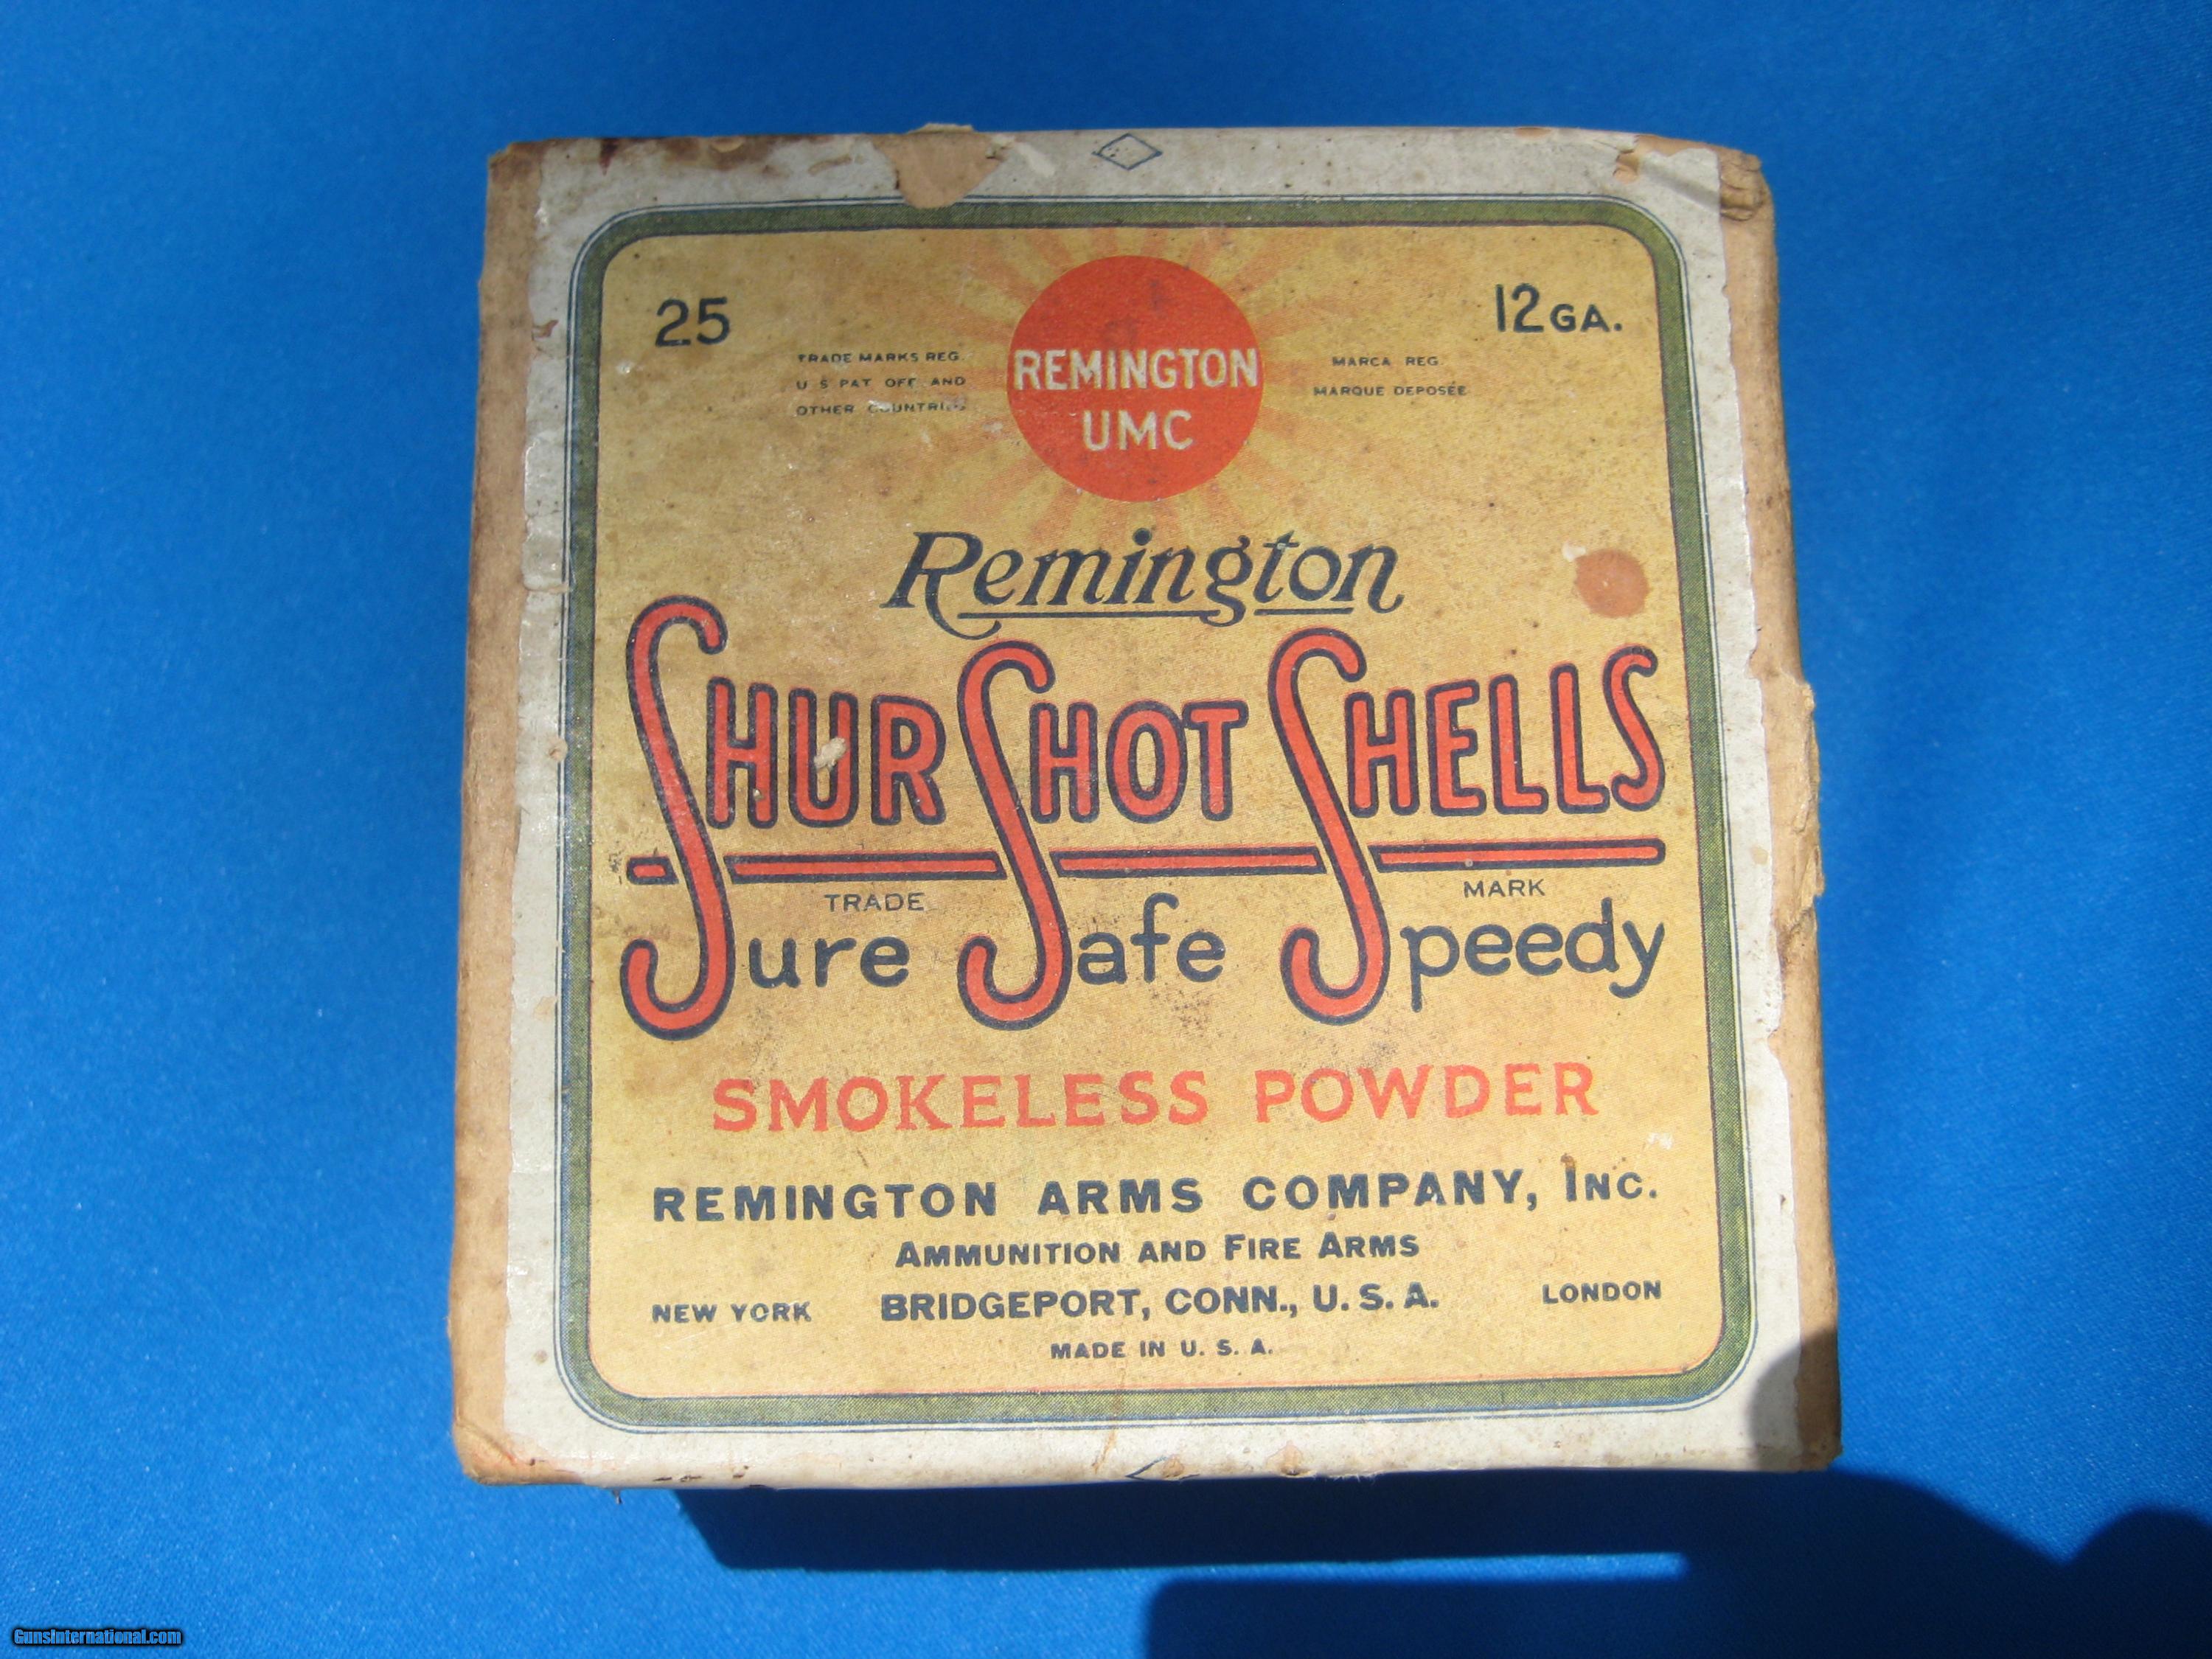 25
12 GA.
TRADE MARKS REG.
U S PAT OFF AND
OTHER COUNTRIES
REMINGTON
UMC
MARCA REG.
MARQUE DEPOSÉE
Remington
SHUR SHOT SHELLS
TRADE MARK
Sure Safe Speedy
SMOKELESS POWDER
REMINGTON ARMS COMPANY, INC.
AMMUNITION AND FIRE ARMS
NEW YORK BRIDGEPORT, CONN., U. S. A. LONDON
MADE IN U. S. A.
GunsInternational.com